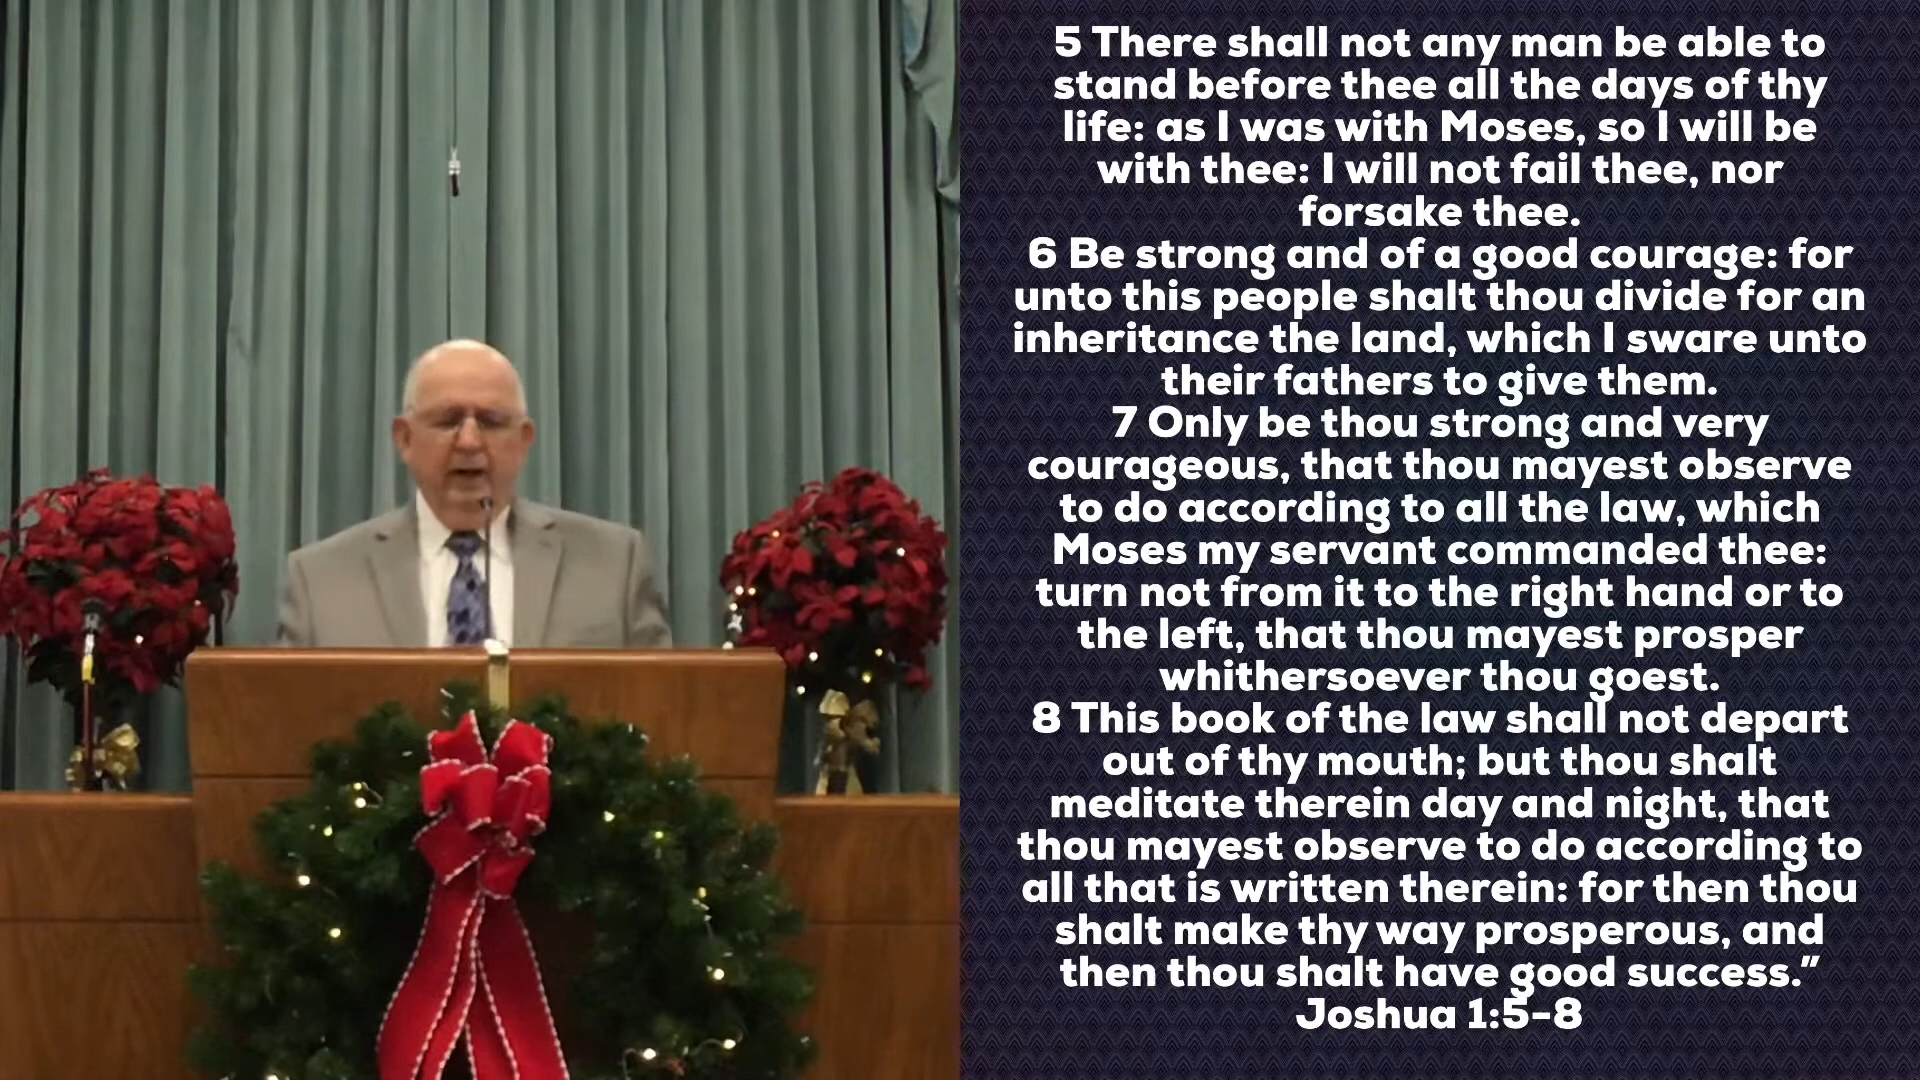 5 There shall not any man be able to
stand before thee all the days of thy
life: as I was with Moses, so I will be
with thee: I will not fail thee, nor
forsake thee.
6 Be strong and of a good courage: for
unto this people shalt thou divide for an
inheritance the land, which I sware unto
their fathers to give them.
7 Only be thou strong and very
courageous, that thou mayest observe
to do according to all the law, which
Moses my servant commanded thee:
turn not from it to the right hand or to
the left, that thou mayest prosper
whithersoever thou goest.
8 This book of the law shall not depart
out of thy mouth; but thou shalt
meditate therein day and night, that
thou mayest observe to do according to
all that is written therein: for then thou
shalt make thy way prosperous, and
then thou shalt have good success.”
Joshua 1:5-8